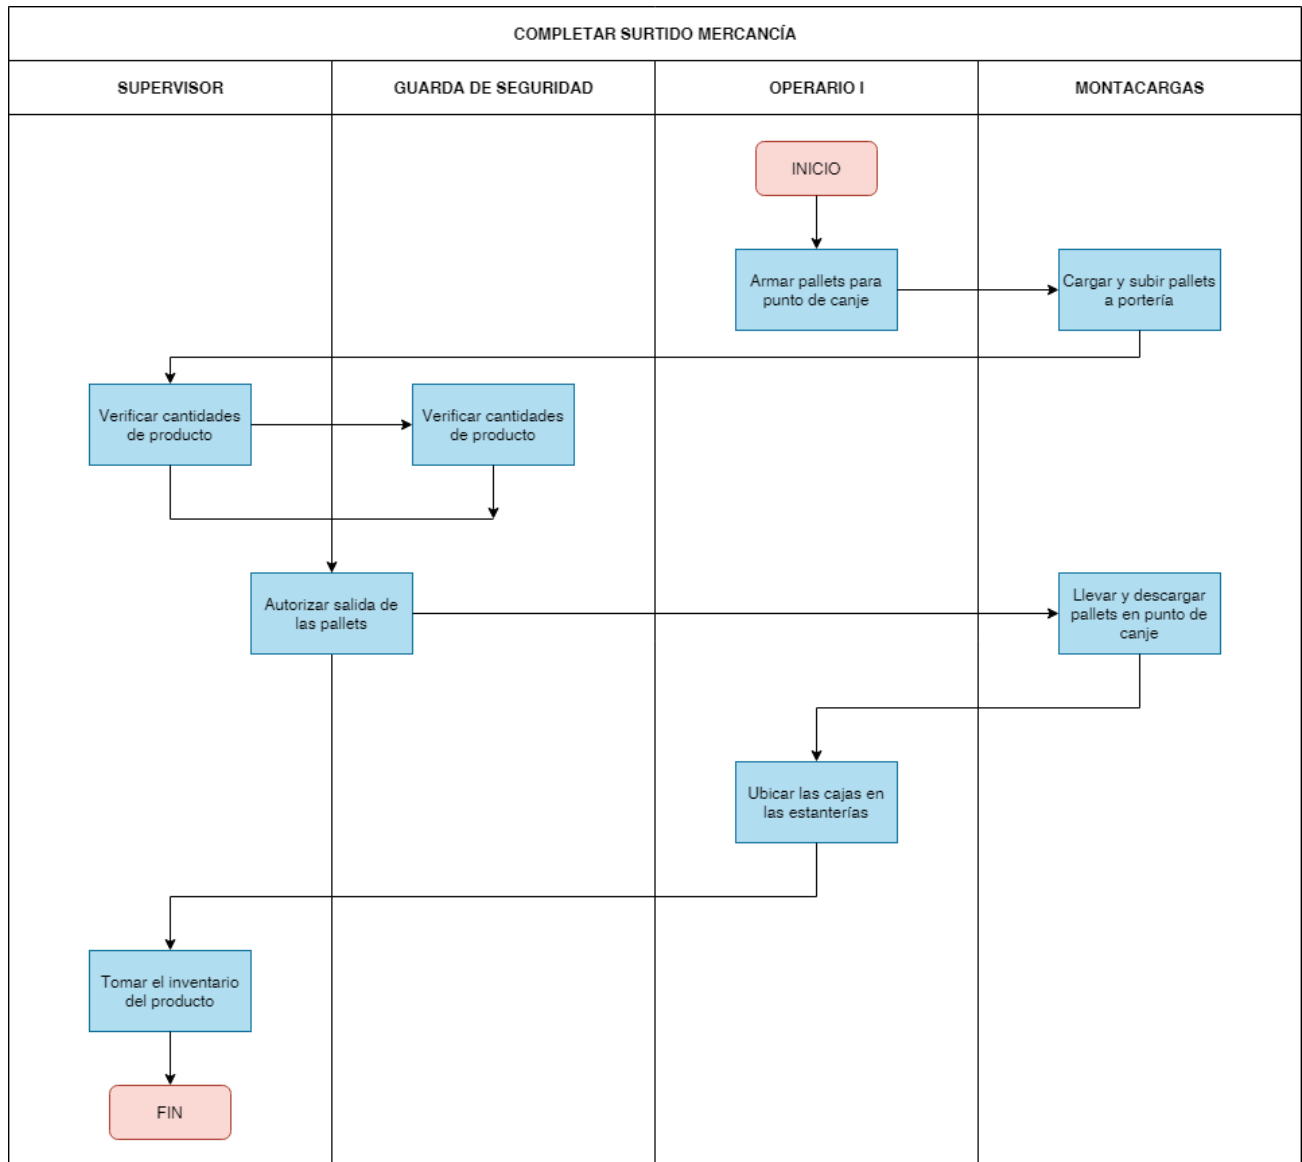 COMPLETAR SURTIDO MERCANCÍA
SUPERVISOR
GUARDA DE SEGURIDAD
OPERARIO I
MONTACARGAS
INICIO
Armar pallets para
punto de canje
Cargar y subir pallets
a portería
Verificar cantidades
de producto
Verificar cantidades
de producto
Autorizar salida de
las pallets
Llevar y descargar
pallets en punto de
canje
Ubicar las cajas en
las estanterías
Tomar el inventario
del producto
FIN